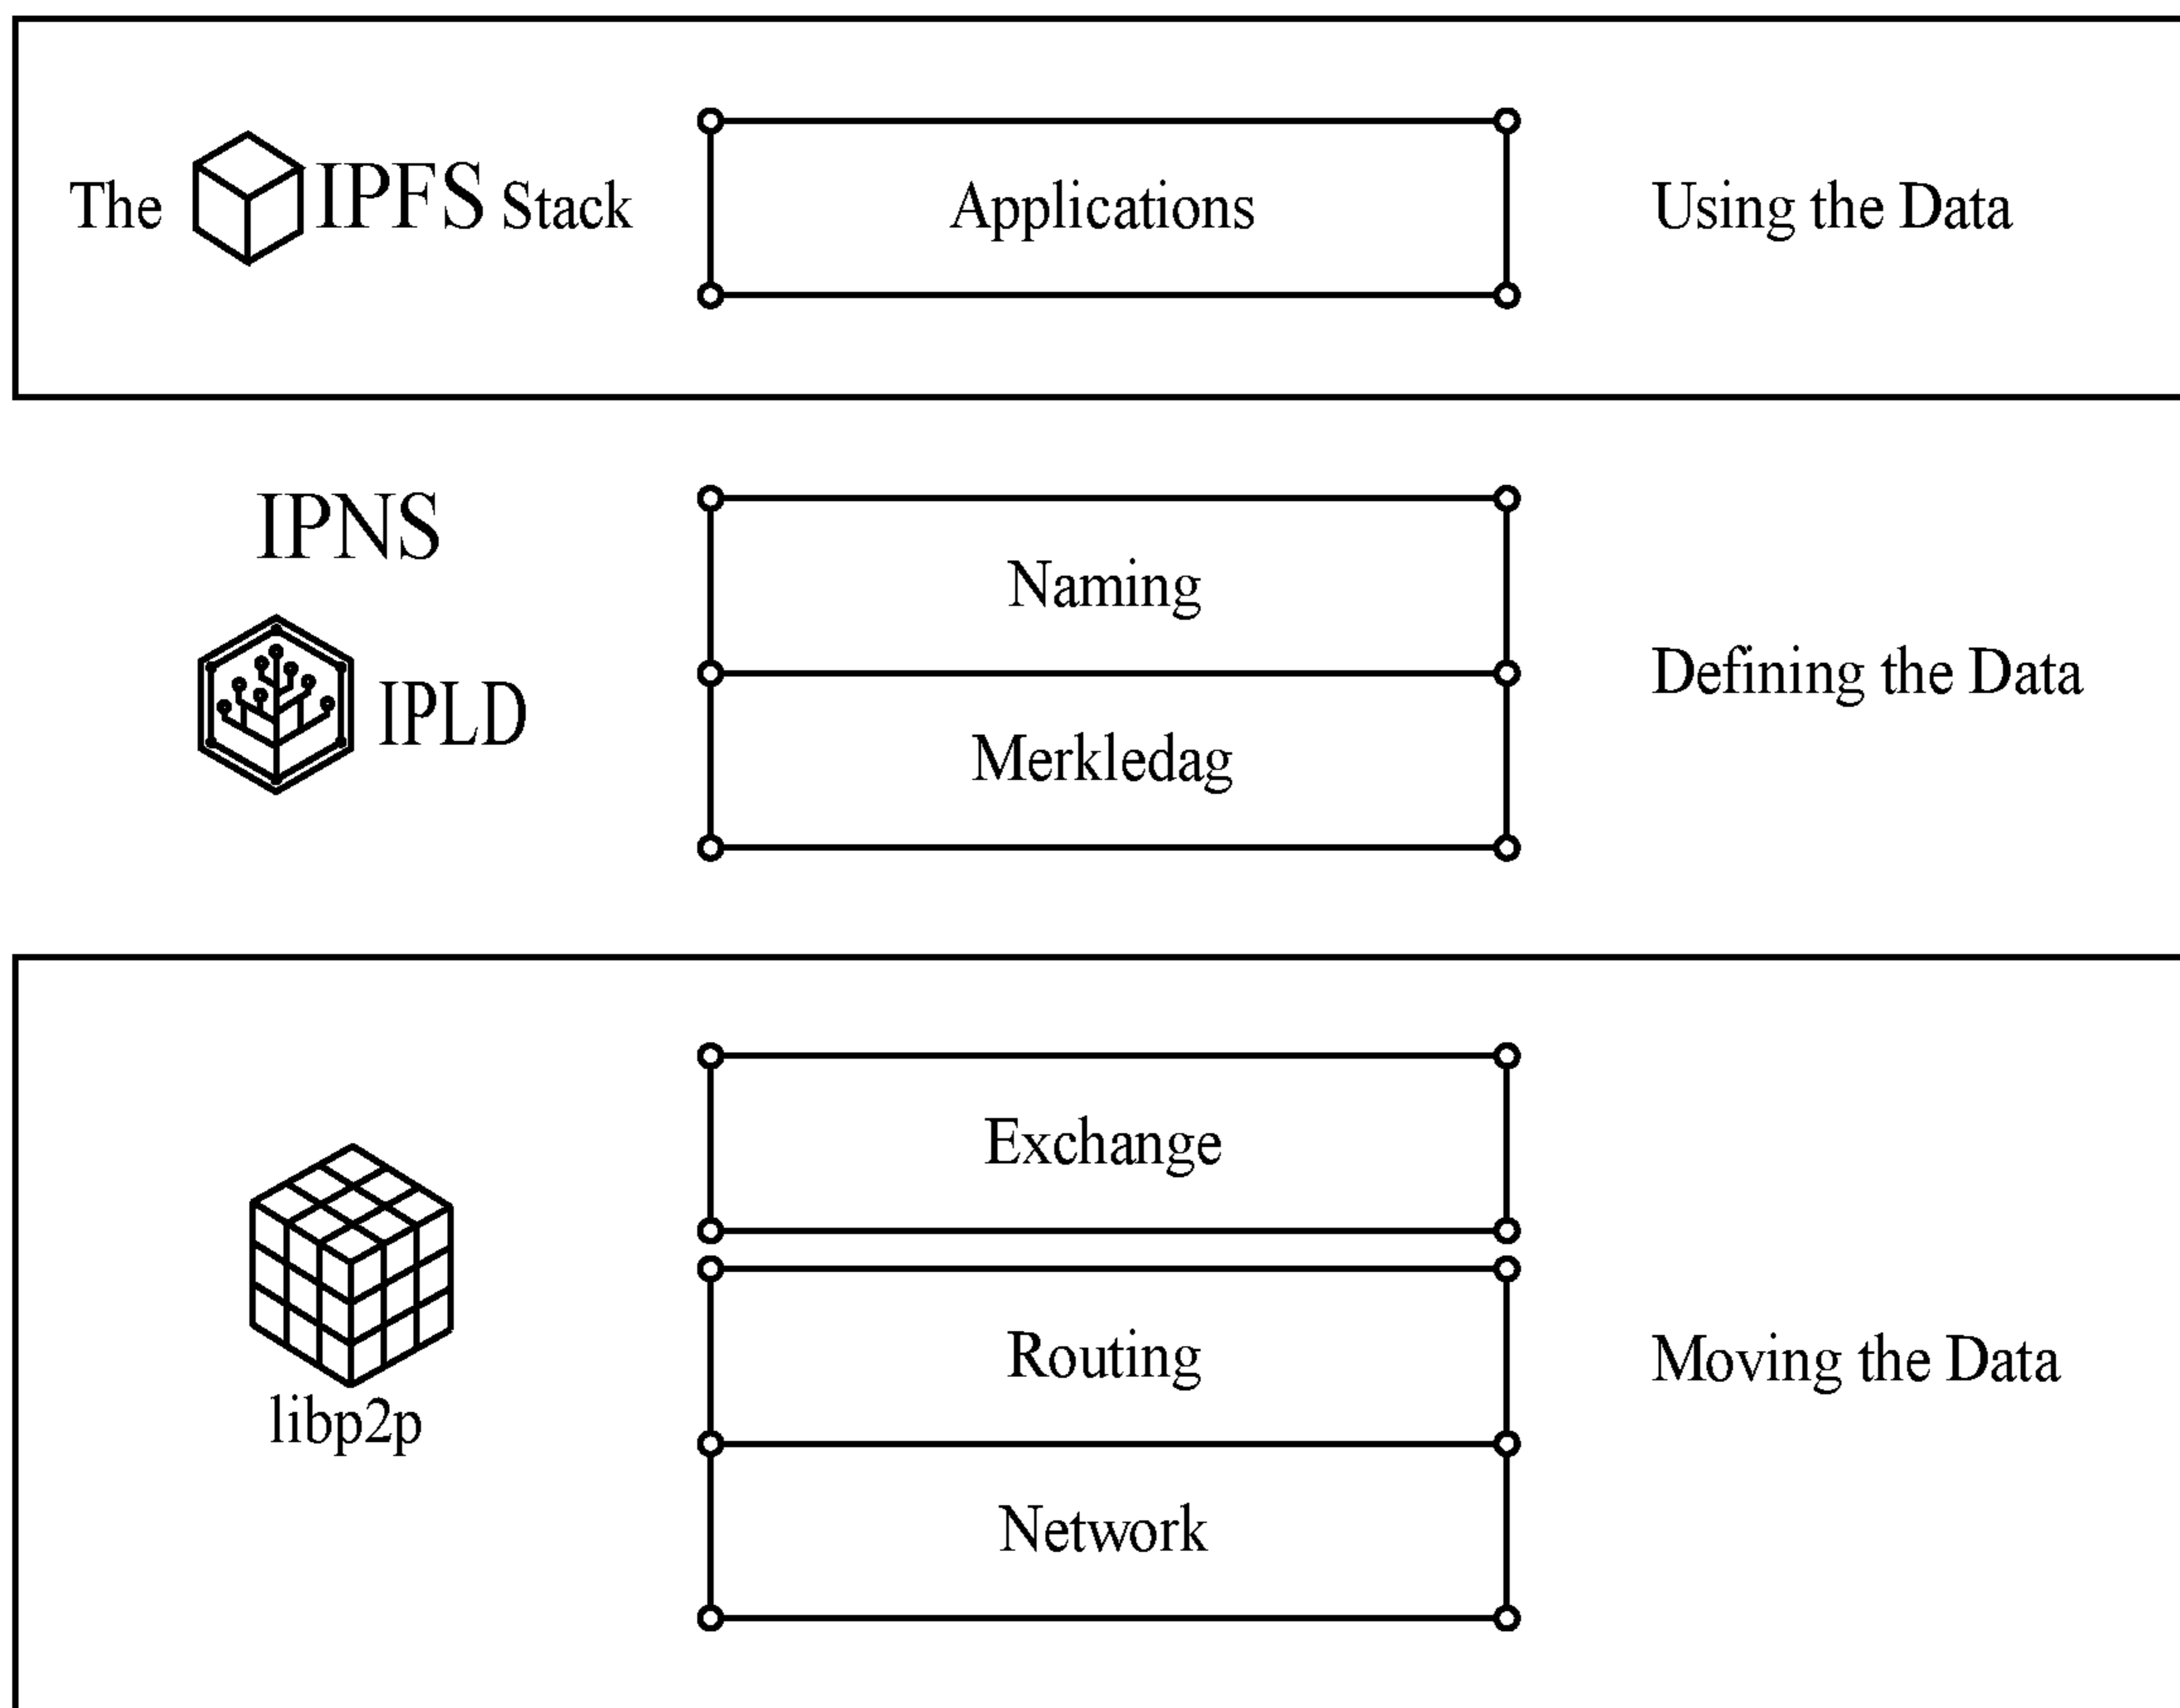 The IPFS Stack
Applications
Using the Data
IPNS
Naming
Defining the Data
IPLD
Merkledag
Exchange
Routing
Moving the Data
libp2p
Network